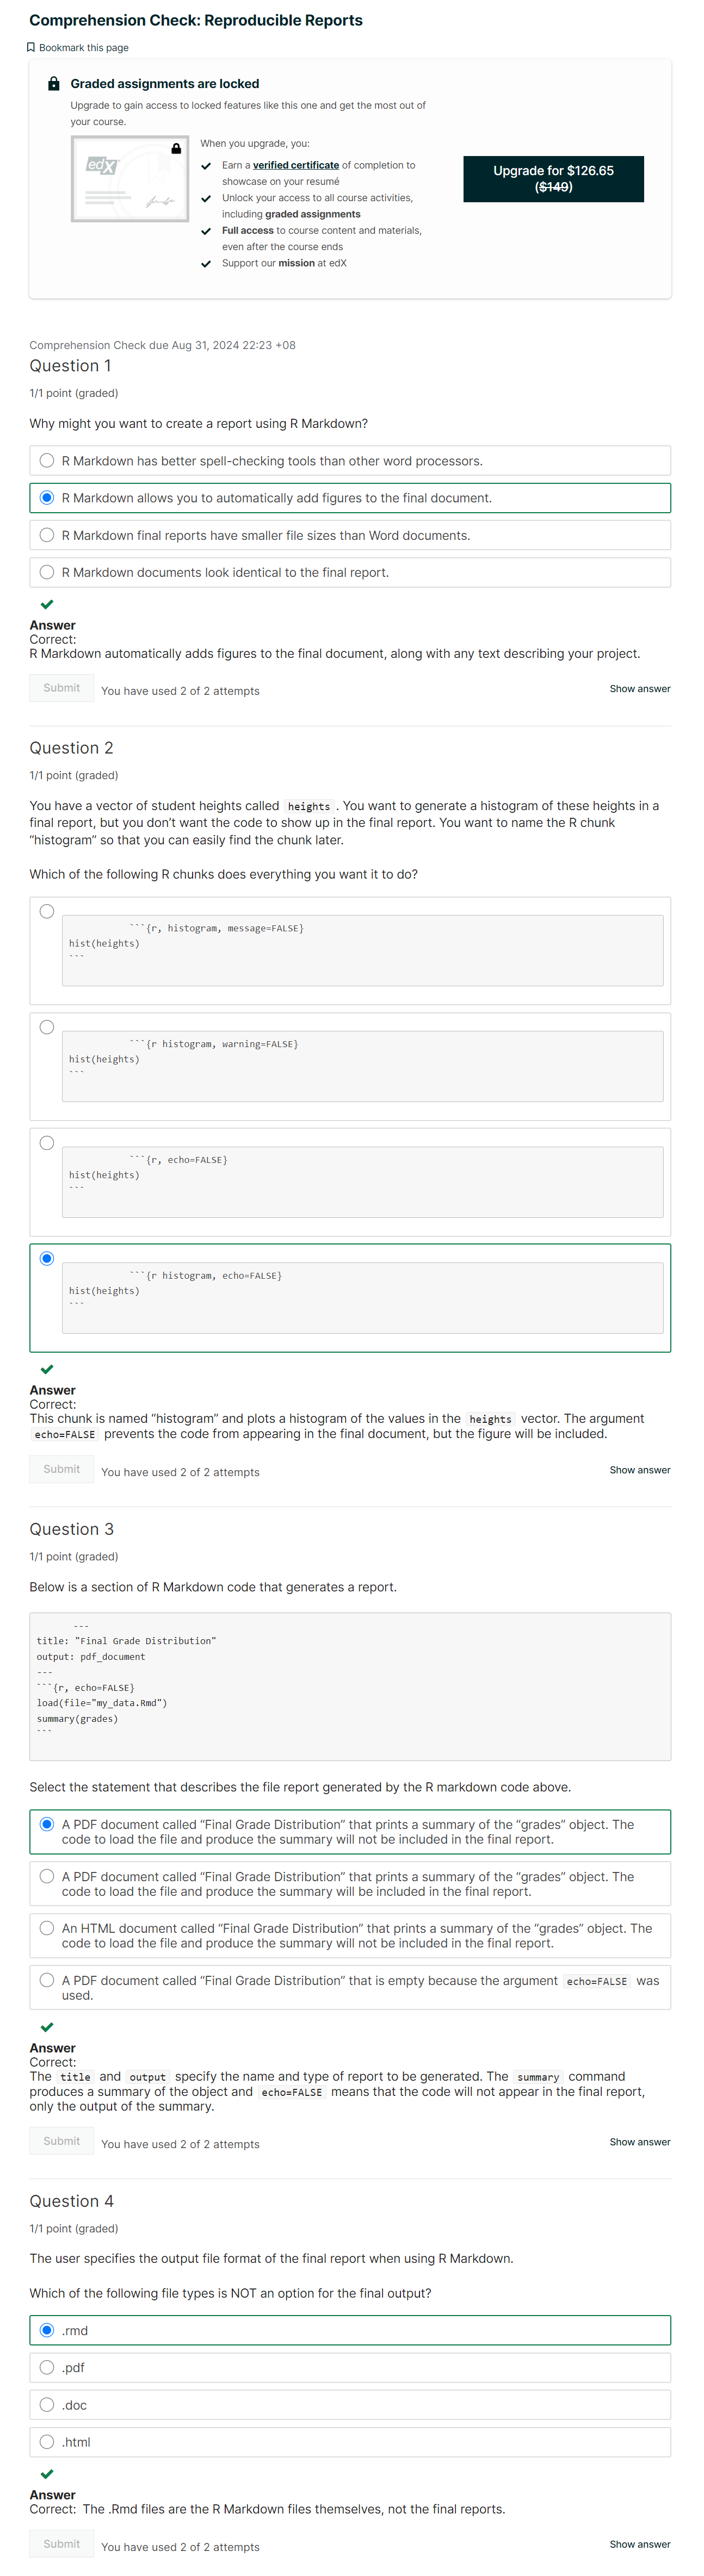 Comprehension Check: Reproducible Reports
Bookmark this page
Graded assignments are locked
Upgrade to gain access to locked features like this one and get the most out of
your course.
edX
When you upgrade, you:
Earn a verified certificate of completion to
showcase on your resumé
Unlock your access to all course activities,
including graded assignments
Full access to course content and materials,
even after the course ends
Support our mission at edX
Upgrade for $126.65
($149)
Comprehension Check due Aug 31, 2024 22:23 +08
Question 1
1/1 point (graded)
Why might you want to create a report using R Markdown?
R Markdown has better spell-checking tools than other word processors.
R Markdown allows you to automatically add figures to the final document.
R Markdown final reports have smaller file sizes than Word documents.
R Markdown documents look identical to the final report.
Answer
Correct:
R Markdown automatically adds figures to the final document, along with any text describing your project.
Submit
You have used 2 of 2 attempts
Show answer
Question 2
1/1 point (graded)
You have a vector of student heights called heights . You want to generate a histogram of these heights in a
final report, but you don’t want the code to show up in the final report. You want to name the R chunk
“histogram” so that you can easily find the chunk later.
Which of the following R chunks does everything you want it to do?
```{r, histogram, message=FALSE}
hist(heights)
```
```{r histogram, warning=FALSE}
hist(heights)
```
```{r, echo=FALSE}
hist(heights)
```
```{r histogram, echo=FALSE}
hist(heights)
```
Answer
Correct:
This chunk is named “histogram” and plots a histogram of the values in the heights vector. The argument
echo=FALSE prevents the code from appearing in the final document, but the figure will be included.
Submit
You have used 2 of 2 attempts
Show answer
Question 3
1/1 point (graded)
Below is a section of R Markdown code that generates a report.
---
title: "Final Grade Distribution"
output: pdf_document
---
```{r, echo=FALSE}
load(file="my_data.Rmd")
summary(grades)
```
Select the statement that describes the file report generated by the R markdown code above.
A PDF document called “Final Grade Distribution” that prints a summary of the “grades” object. The
code to load the file and produce the summary will not be included in the final report.
A PDF document called “Final Grade Distribution” that prints a summary of the “grades” object. The
code to load the file and produce the summary will be included in the final report.
An HTML document called “Final Grade Distribution” that prints a summary of the “grades” object. The
code to load the file and produce the summary will not be included in the final report.
A PDF document called “Final Grade Distribution” that is empty because the argument echo=FALSE was
used.
Answer
Correct:
The title and output specify the name and type of report to be generated. The summary command
produces a summary of the object and echo=FALSE means that the code will not appear in the final report,
only the output of the summary.
Submit
You have used 2 of 2 attempts
Show answer
Question 4
1/1 point (graded)
The user specifies the output file format of the final report when using R Markdown.
Which of the following file types is NOT an option for the final output?
.rmd
.pdf
.doc
.html
Answer
Correct: The .Rmd files are the R Markdown files themselves, not the final reports.
Submit
You have used 2 of 2 attempts
Show answer